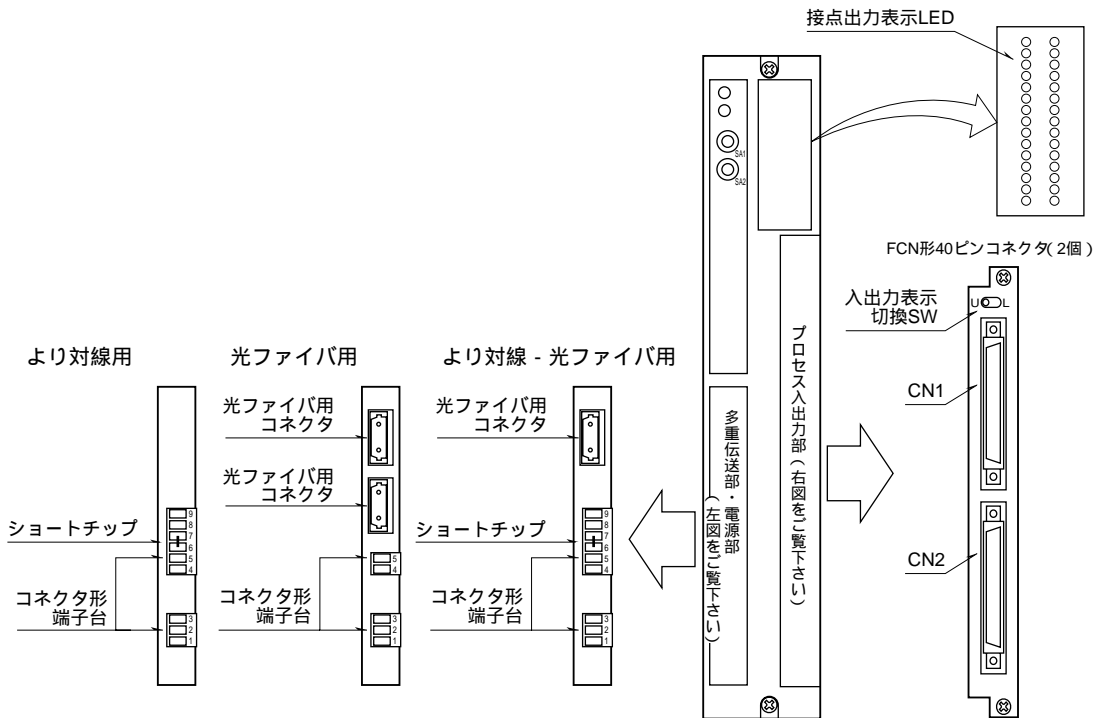 接点出力表示LED
SA1
SA2
FCN形40ピンコネクタ(2個)
入出力表示
切換SW
U
L
CN1
CN2
プロセス入出力部(右図をご覧下さい)
多重伝送部・電源部
(左図をご覧下さい)
より対線用
ショートチップ
コネクタ形
端子台
9
8
7
6
5
4
3
2
1
光ファイバ用
光ファイバ用
コネクタ
光ファイバ用
コネクタ
コネクタ形
端子台
5
4
3
2
1
より対線 - 光ファイバ用
光ファイバ用
コネクタ
ショートチップ
コネクタ形
端子台
9
8
7
6
5
4
3
2
1